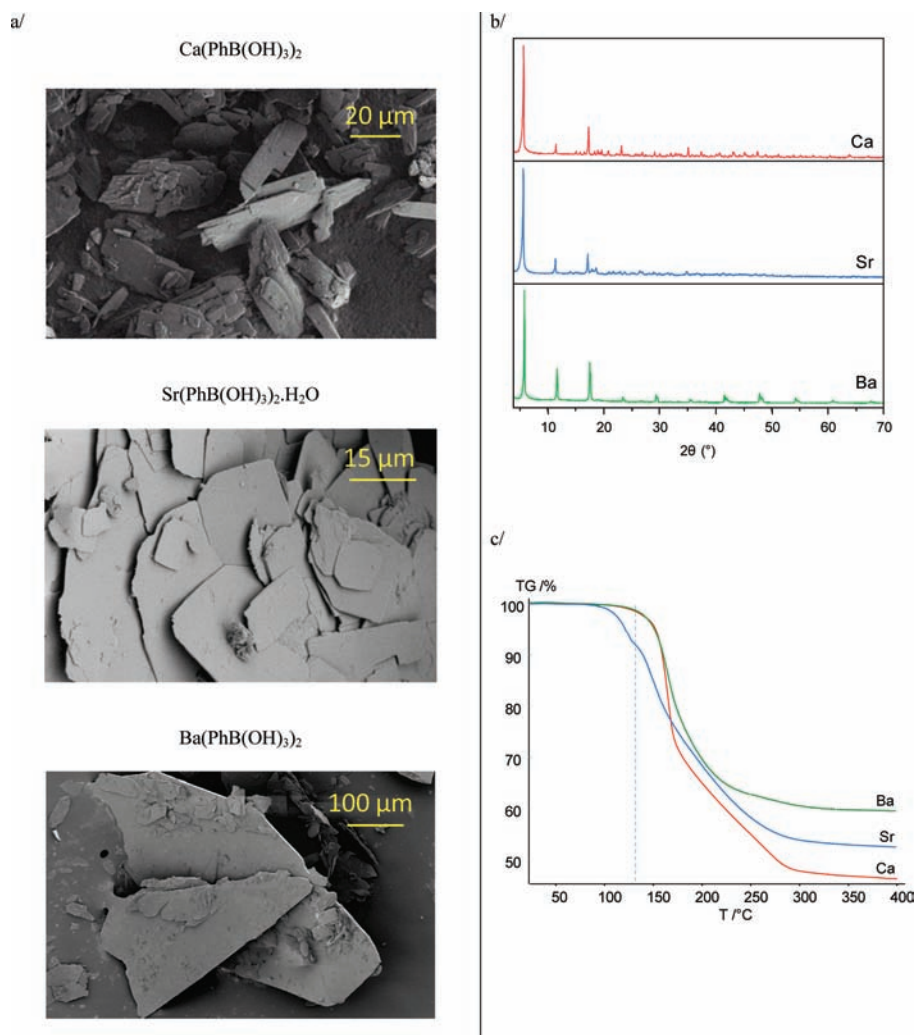 a/
Ca(PhB(OH)₃)₂
20 µm
Sr(PhB(OH)₃)₂.H₂O
15 µm
Ba(PhB(OH)₃)₂
100 µm
b/
Ca
Sr
Ba
10 20 30 40 50 60 70
2θ (°)
c/
TG /%
100
90
80
70
60
50
Ba
Sr
Ca
50 100 150 200 250 300 350 400
T /°C